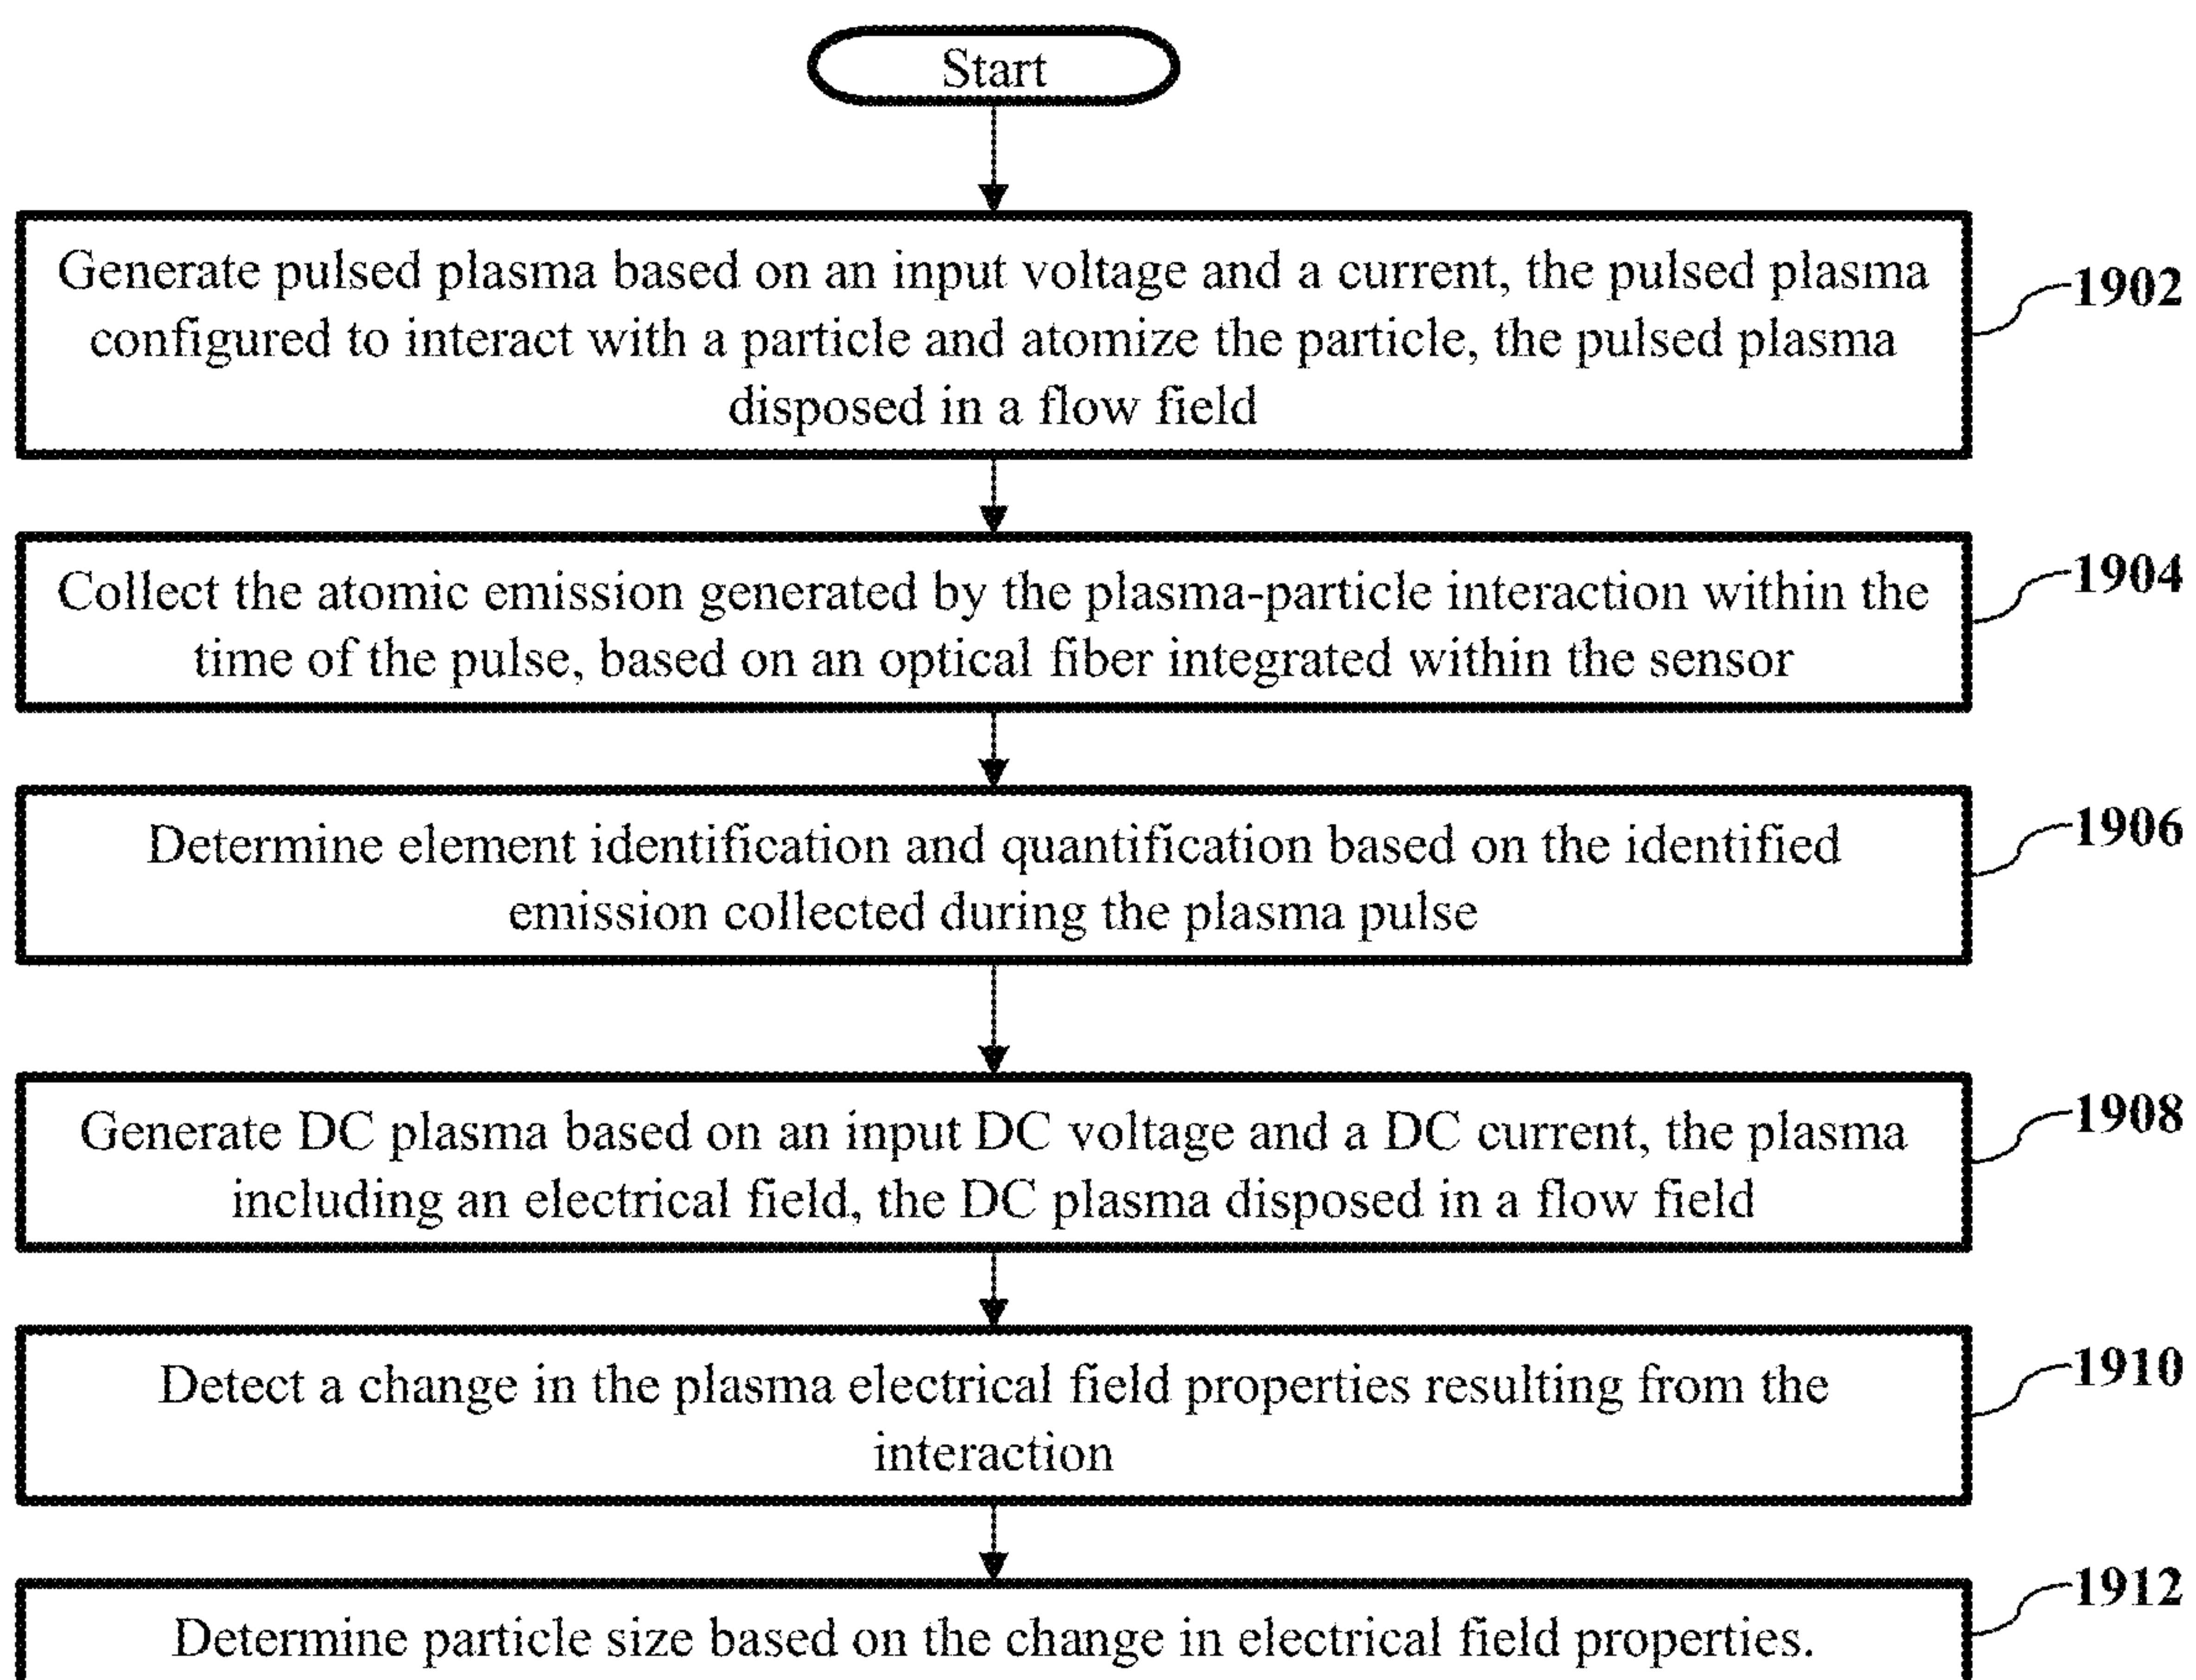 Start
Generate pulsed plasma based on an input voltage and a current, the pulsed plasma
configured to interact with a particle and atomize the particle, the pulsed plasma
disposed in a flow field
1902
Collect the atomic emission generated by the plasma-particle interaction within the
time of the pulse, based on an optical fiber integrated within the sensor
1904
Determine element identification and quantification based on the identified
emission collected during the plasma pulse
1906
Generate DC plasma based on an input DC voltage and a DC current, the plasma
including an electrical field, the DC plasma disposed in a flow field
1908
Detect a change in the plasma electrical field properties resulting from the
interaction
1910
Determine particle size based on the change in electrical field properties.
1912